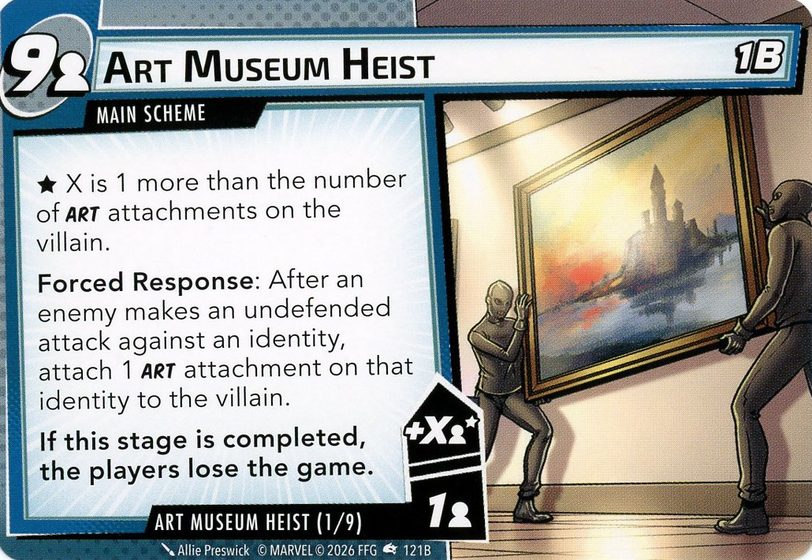 9
ART MUSEUM HEIST
1B
MAIN SCHEME
★ X is 1 more than the number
of ART attachments on the
villain.
Forced Response: After an
enemy makes an undefended
attack against an identity,
attach 1 ART attachment on that
identity to the villain.
If this stage is completed,
the players lose the game.
+X★
1
ART MUSEUM HEIST (1/9)
Allie Preswick © MARVEL © 2026 FFG 121B